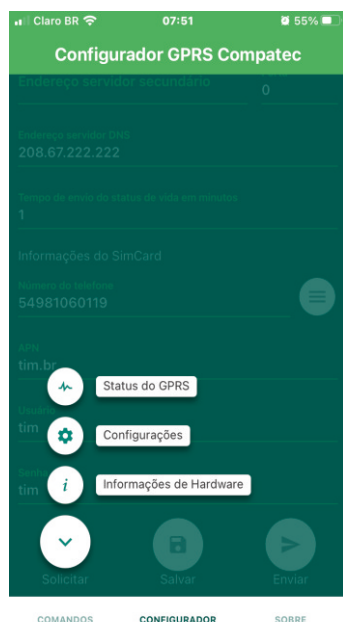 Claro BR 07:51 55%
Configurador GPRS Compatec
Endereço servidor secundário
0
Endereço servidor DNS
208.67.222.222
Tempo de envio do status de vida em minutos
1
Informações do SimCard
Número do telefone
54981060119
APN
tim.br
Status do GPRS
Usuário
tim
Configurações
Senha
tim
Informações de Hardware
Solicitar Salvar Enviar
COMANDOS CONFIGURADOR SOBRE